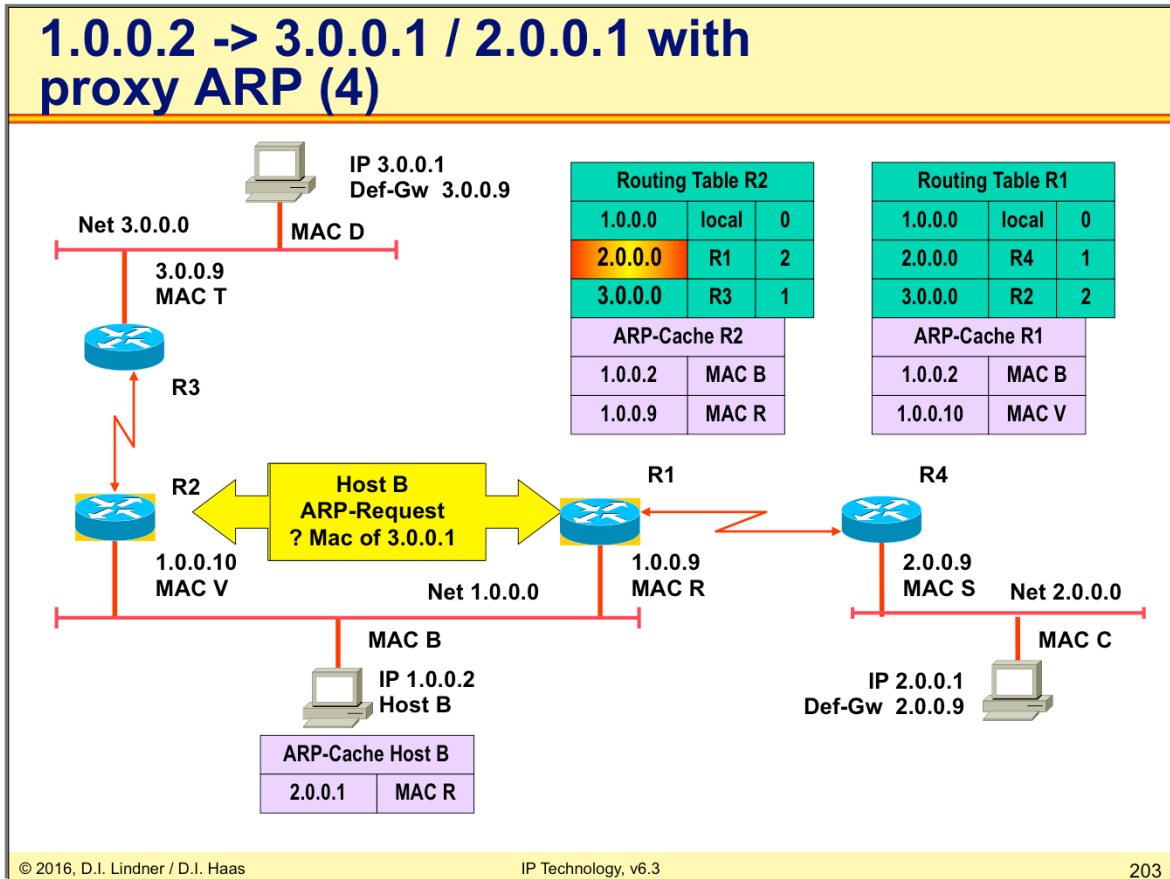 1.0.0.2 -> 3.0.0.1 / 2.0.0.1 with
proxy ARP (4)
IP 3.0.0.1
Def-Gw 3.0.0.9
Net 3.0.0.0
MAC D
3.0.0.9
MAC T
R3
Routing Table R2
1.0.0.0 local 0
2.0.0.0 R1 2
3.0.0.0 R3 1
ARP-Cache R2
1.0.0.2 MAC B
1.0.0.9 MAC R
Routing Table R1
1.0.0.0 local 0
2.0.0.0 R4 1
3.0.0.0 R2 2
ARP-Cache R1
1.0.0.2 MAC B
1.0.0.10 MAC V
R2
Host B
ARP-Request
? Mac of 3.0.0.1
R1
R4
1.0.0.10
MAC V
Net 1.0.0.0
1.0.0.9
MAC R
2.0.0.9
MAC S
Net 2.0.0.0
MAC B
IP 1.0.0.2
Host B
MAC C
IP 2.0.0.1
Def-Gw 2.0.0.9
ARP-Cache Host B
2.0.0.1 MAC R
© 2016, D.I. Lindner / D.I. Haas
IP Technology, v6.3
203